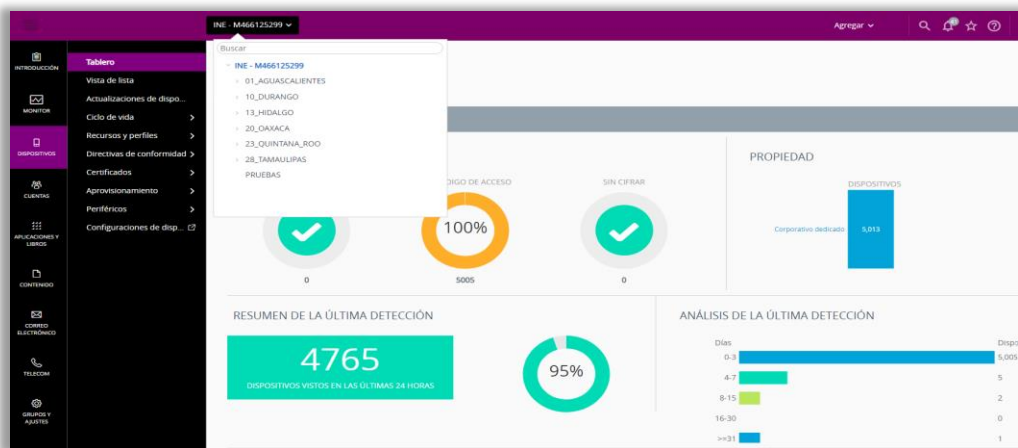 INE - M466125299
Agregar
INTRODUCCIÓN
MONITOR
DISPOSITIVOS
CUENTAS
APLICACIONES Y
LIBROS
CONTENIDO
CORREO
ELECTRÓNICO
TELECOM
GRUPOS Y
AJUSTES
Tablero
Vista de lista
Actualizaciones de dispo...
Ciclo de vida
Recursos y perfiles
Directivas de conformidad
Certificados
Aprovisionamiento
Periféricos
Configuraciones de disp...
Buscar
INE - M466125299
01_AGUASCALIENTES
10_DURANGO
13_HIDALGO
20_OAXACA
23_QUINTANA_ROO
28_TAMAULIPAS
PRUEBAS
DIGO DE ACCESO
SIN CIFRAR
100%
0
5005
0
PROPIEDAD
DISPOSITIVOS
Corporativo dedicado
5,013
RESUMEN DE LA ÚLTIMA DETECCIÓN
4765
DISPOSITIVOS VISTOS EN LAS ÚLTIMAS 24 HORAS
95%
ANÁLISIS DE LA ÚLTIMA DETECCIÓN
Días
Dispo
0-3
5,005
4-7
5
8-15
2
16-30
0
>=31
1